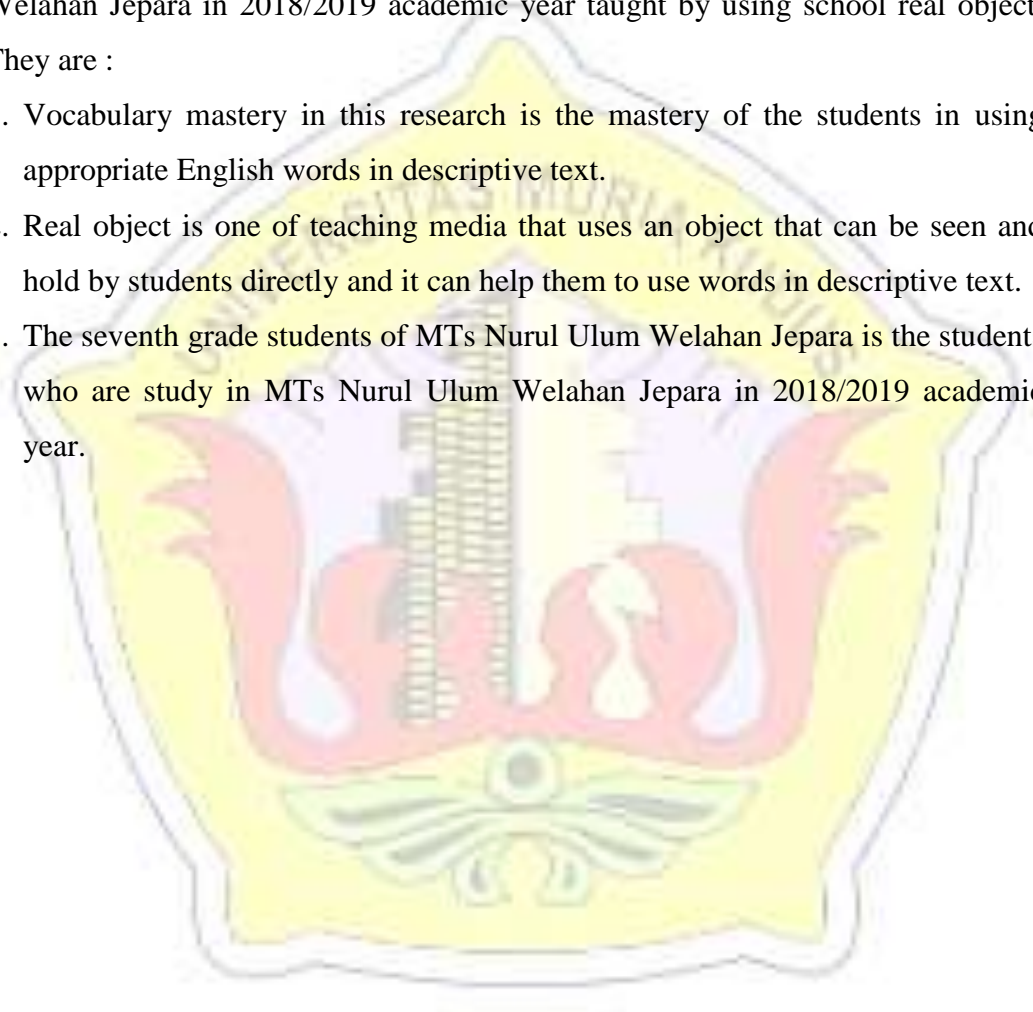 Welahan Jepara in 2018/2019 academic year taught by using school real object
They are :
. Vocabulary mastery in this research is the mastery of the students in using
appropriate English words in descriptive text.
. Real object is one of teaching media that uses an object that can be seen and
hold by students directly and it can help them to use words in descriptive text.
. The seventh grade students of MTs Nurul Ulum Welahan Jepara is the student
who are study in MTs Nurul Ulum Welahan Jepara in 2018/2019 academic
year.
UNIVERSITAS MURIA KUDUS